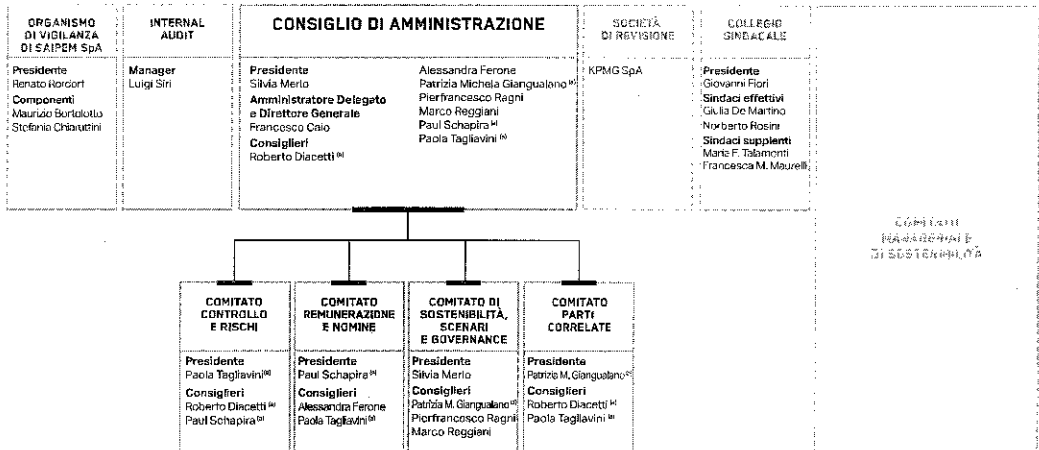 ORGANISMO
DI VIGILANZA
DI SAIPEM SpA
Presidente
Renato Rordorf
Componenti
Maurizio Bortolotto
Stefania Chiaruttini
INTERNAL
AUDIT
Manager
Luigi Siri
CONSIGLIO DI AMMINISTRAZIONE
Presidente
Silvia Merlo
Amministratore Delegato
e Direttore Generale
Francesco Caio
Consiglieri
Roberto Diacetti (a)
Alessandra Ferone
Patrizia Michela Giangualano (a)
Pierfrancesco Ragni
Marco Reggiani
Paul Schapira (a)
Paola Tagliavini (a)
SOCIETÀ
DI REVISIONE
KPMG SpA
COLLEGIO
SINDACALE
Presidente
Giovanni Fiori
Sindaci effettivi
Giulia De Martino
Norberto Rosini
Sindaci supplenti
Maria F. Talamonti
Francesca M. Maurelli
COMITATO
CONTROLLO
E RISCHI
Presidente
Paola Tagliavini (a)
Consiglieri
Roberto Diacetti (a)
Paul Schapira (a)
COMITATO
REMUNERAZIONE
E NOMINE
Presidente
Paul Schapira (a)
Consiglieri
Alessandra Ferone
Paola Tagliavini (a)
COMITATO DI
SOSTENIBILITÀ,
SCENARI
E GOVERNANCE
Presidente
Silvia Merlo
Consiglieri
Patrizia M. Giangualano (a)
Pierfrancesco Ragni
Marco Reggiani
COMITATO
PARTI
CORRELATE
Presidente
Patrizia M. Giangualano (a)
Consiglieri
Roberto Diacetti (a)
Paola Tagliavini (a)
DI SOSTENIBILITÀ